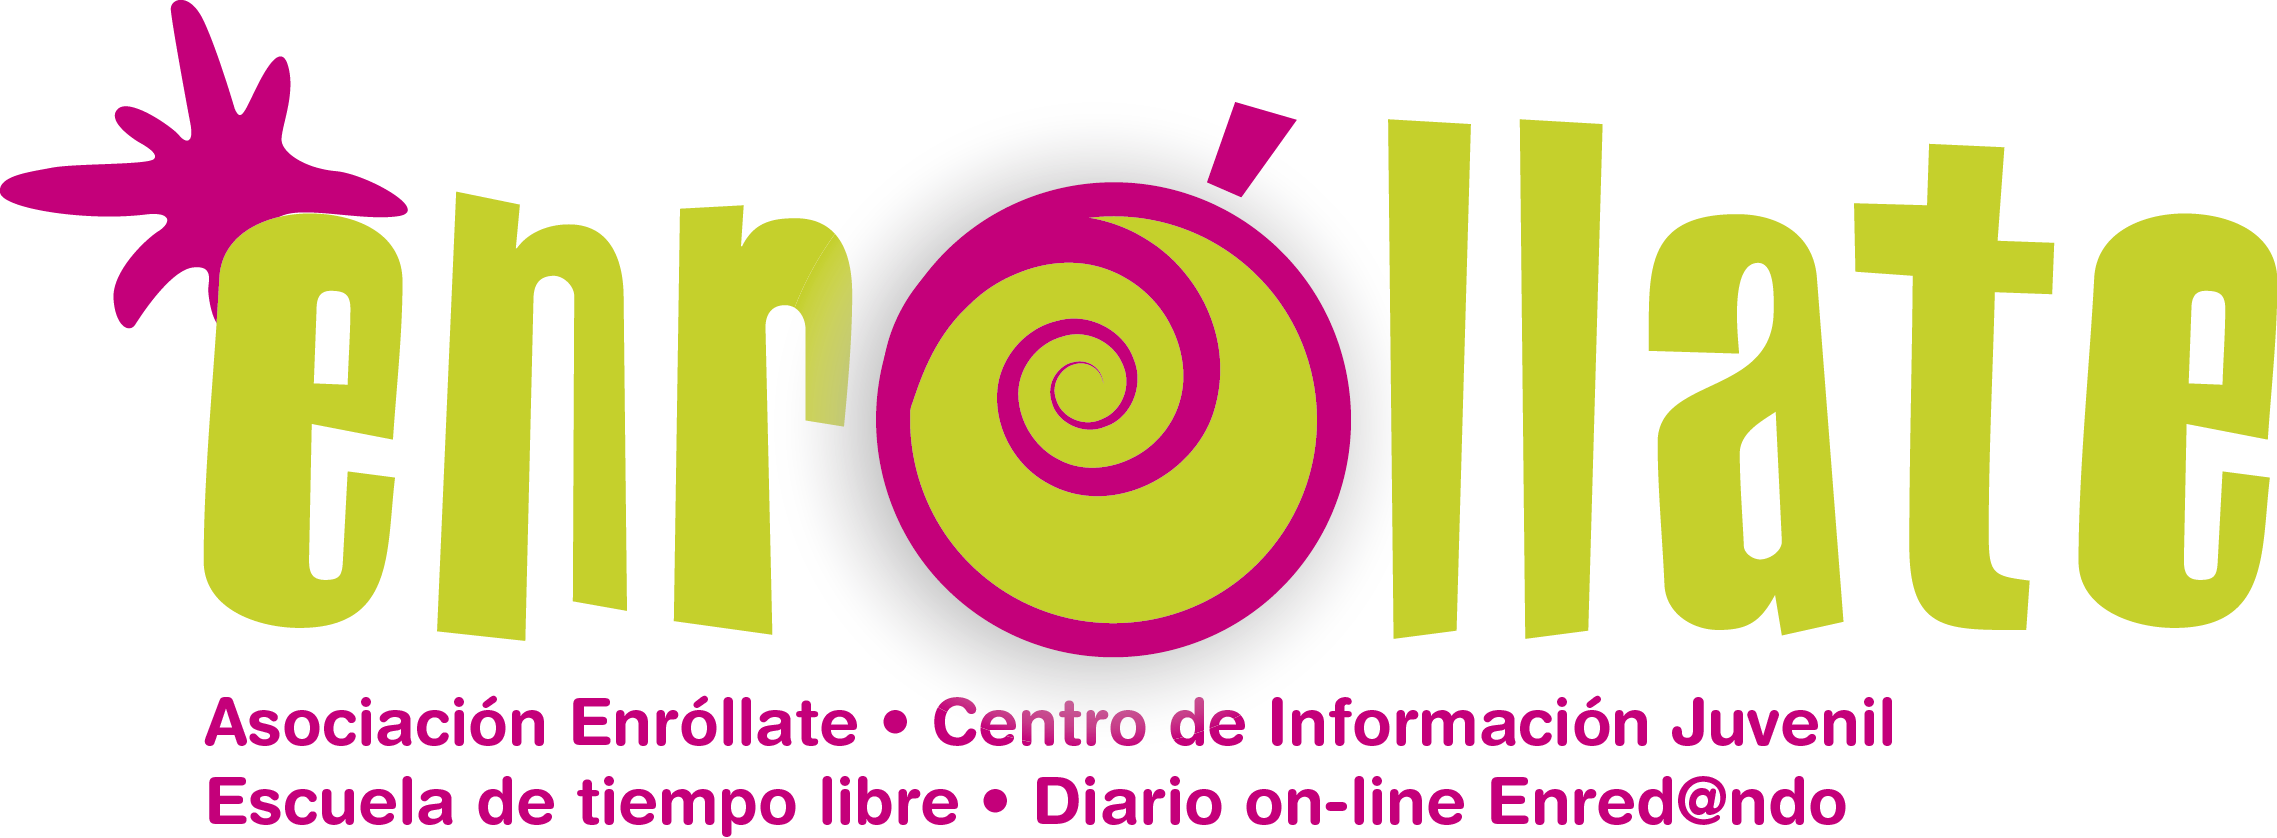 enróllate
Asociación Enróllate • Centro de Información Juvenil
Escuela de tiempo libre • Diario on-line Enred@ndo